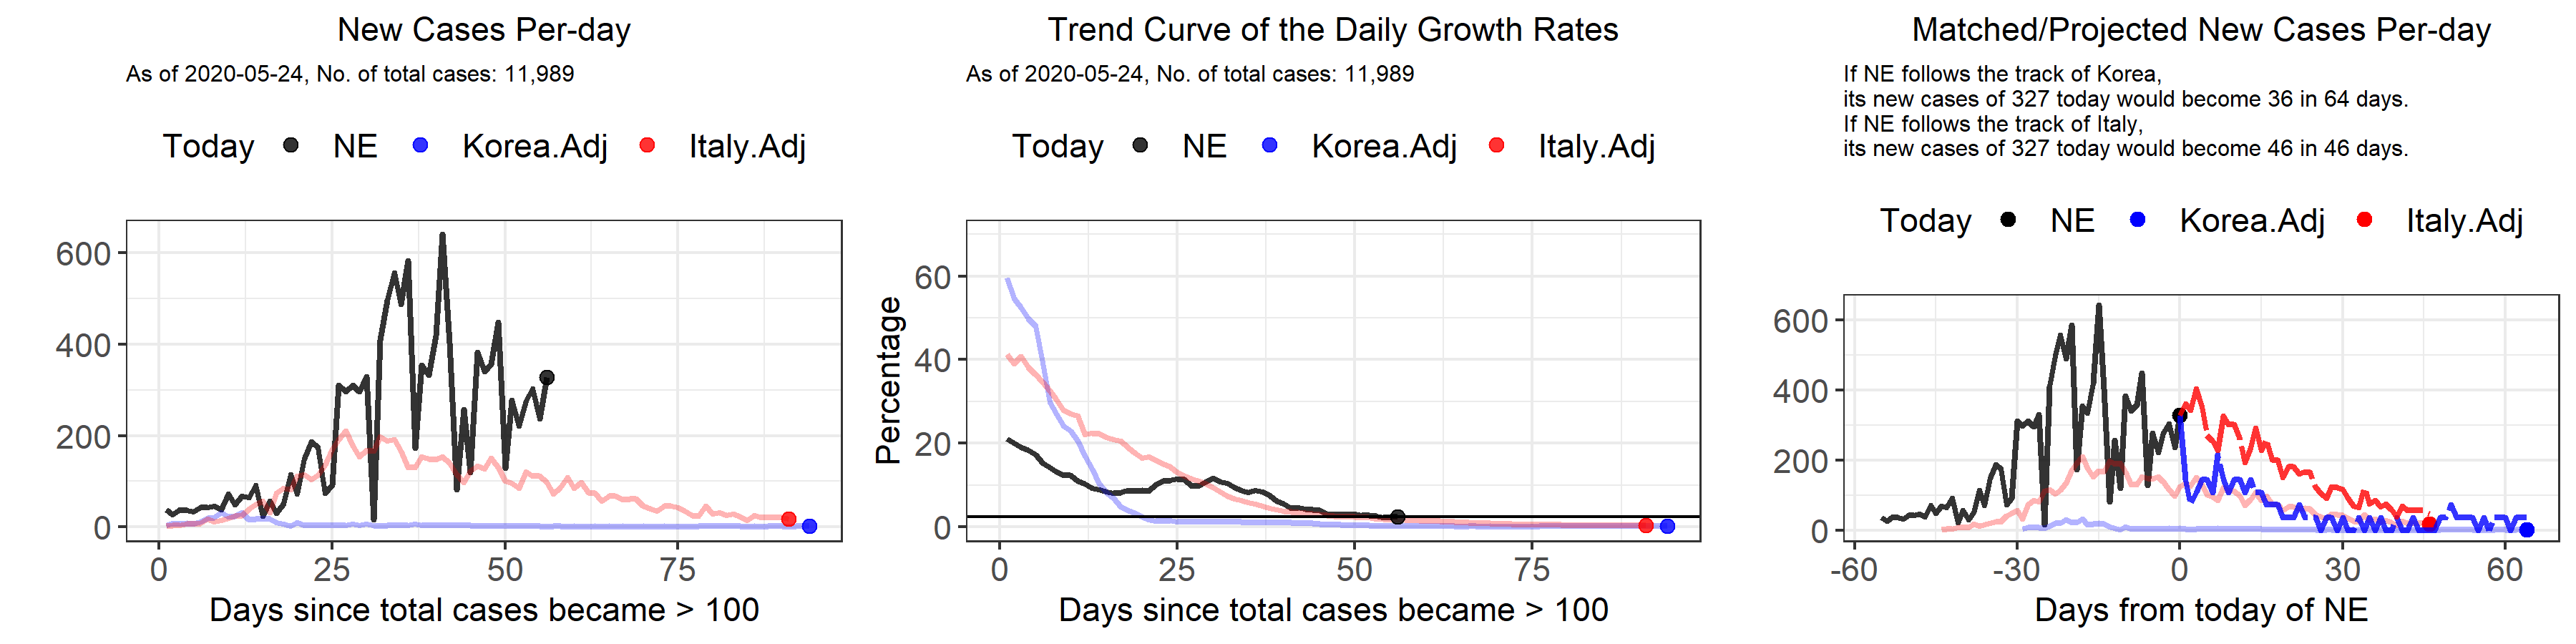 New Cases Per-day
As of 2020-05-24, No. of total cases: 11,989
Today NE Korea.Adj Italy.Adj
600
400
200
0
0 25 50 75
Days since total cases became > 100
Trend Curve of the Daily Growth Rates
As of 2020-05-24, No. of total cases: 11,989
Today NE Korea.Adj Italy.Adj
Percentage
60
40
20
0
0 25 50 75
Days since total cases became > 100
Matched/Projected New Cases Per-day
If NE follows the track of Korea,
its new cases of 327 today would become 36 in 64 days.
If NE follows the track of Italy,
its new cases of 327 today would become 46 in 46 days.
Today NE Korea.Adj Italy.Adj
600
400
200
0
-60 -30 0 30 60
Days from today of NE